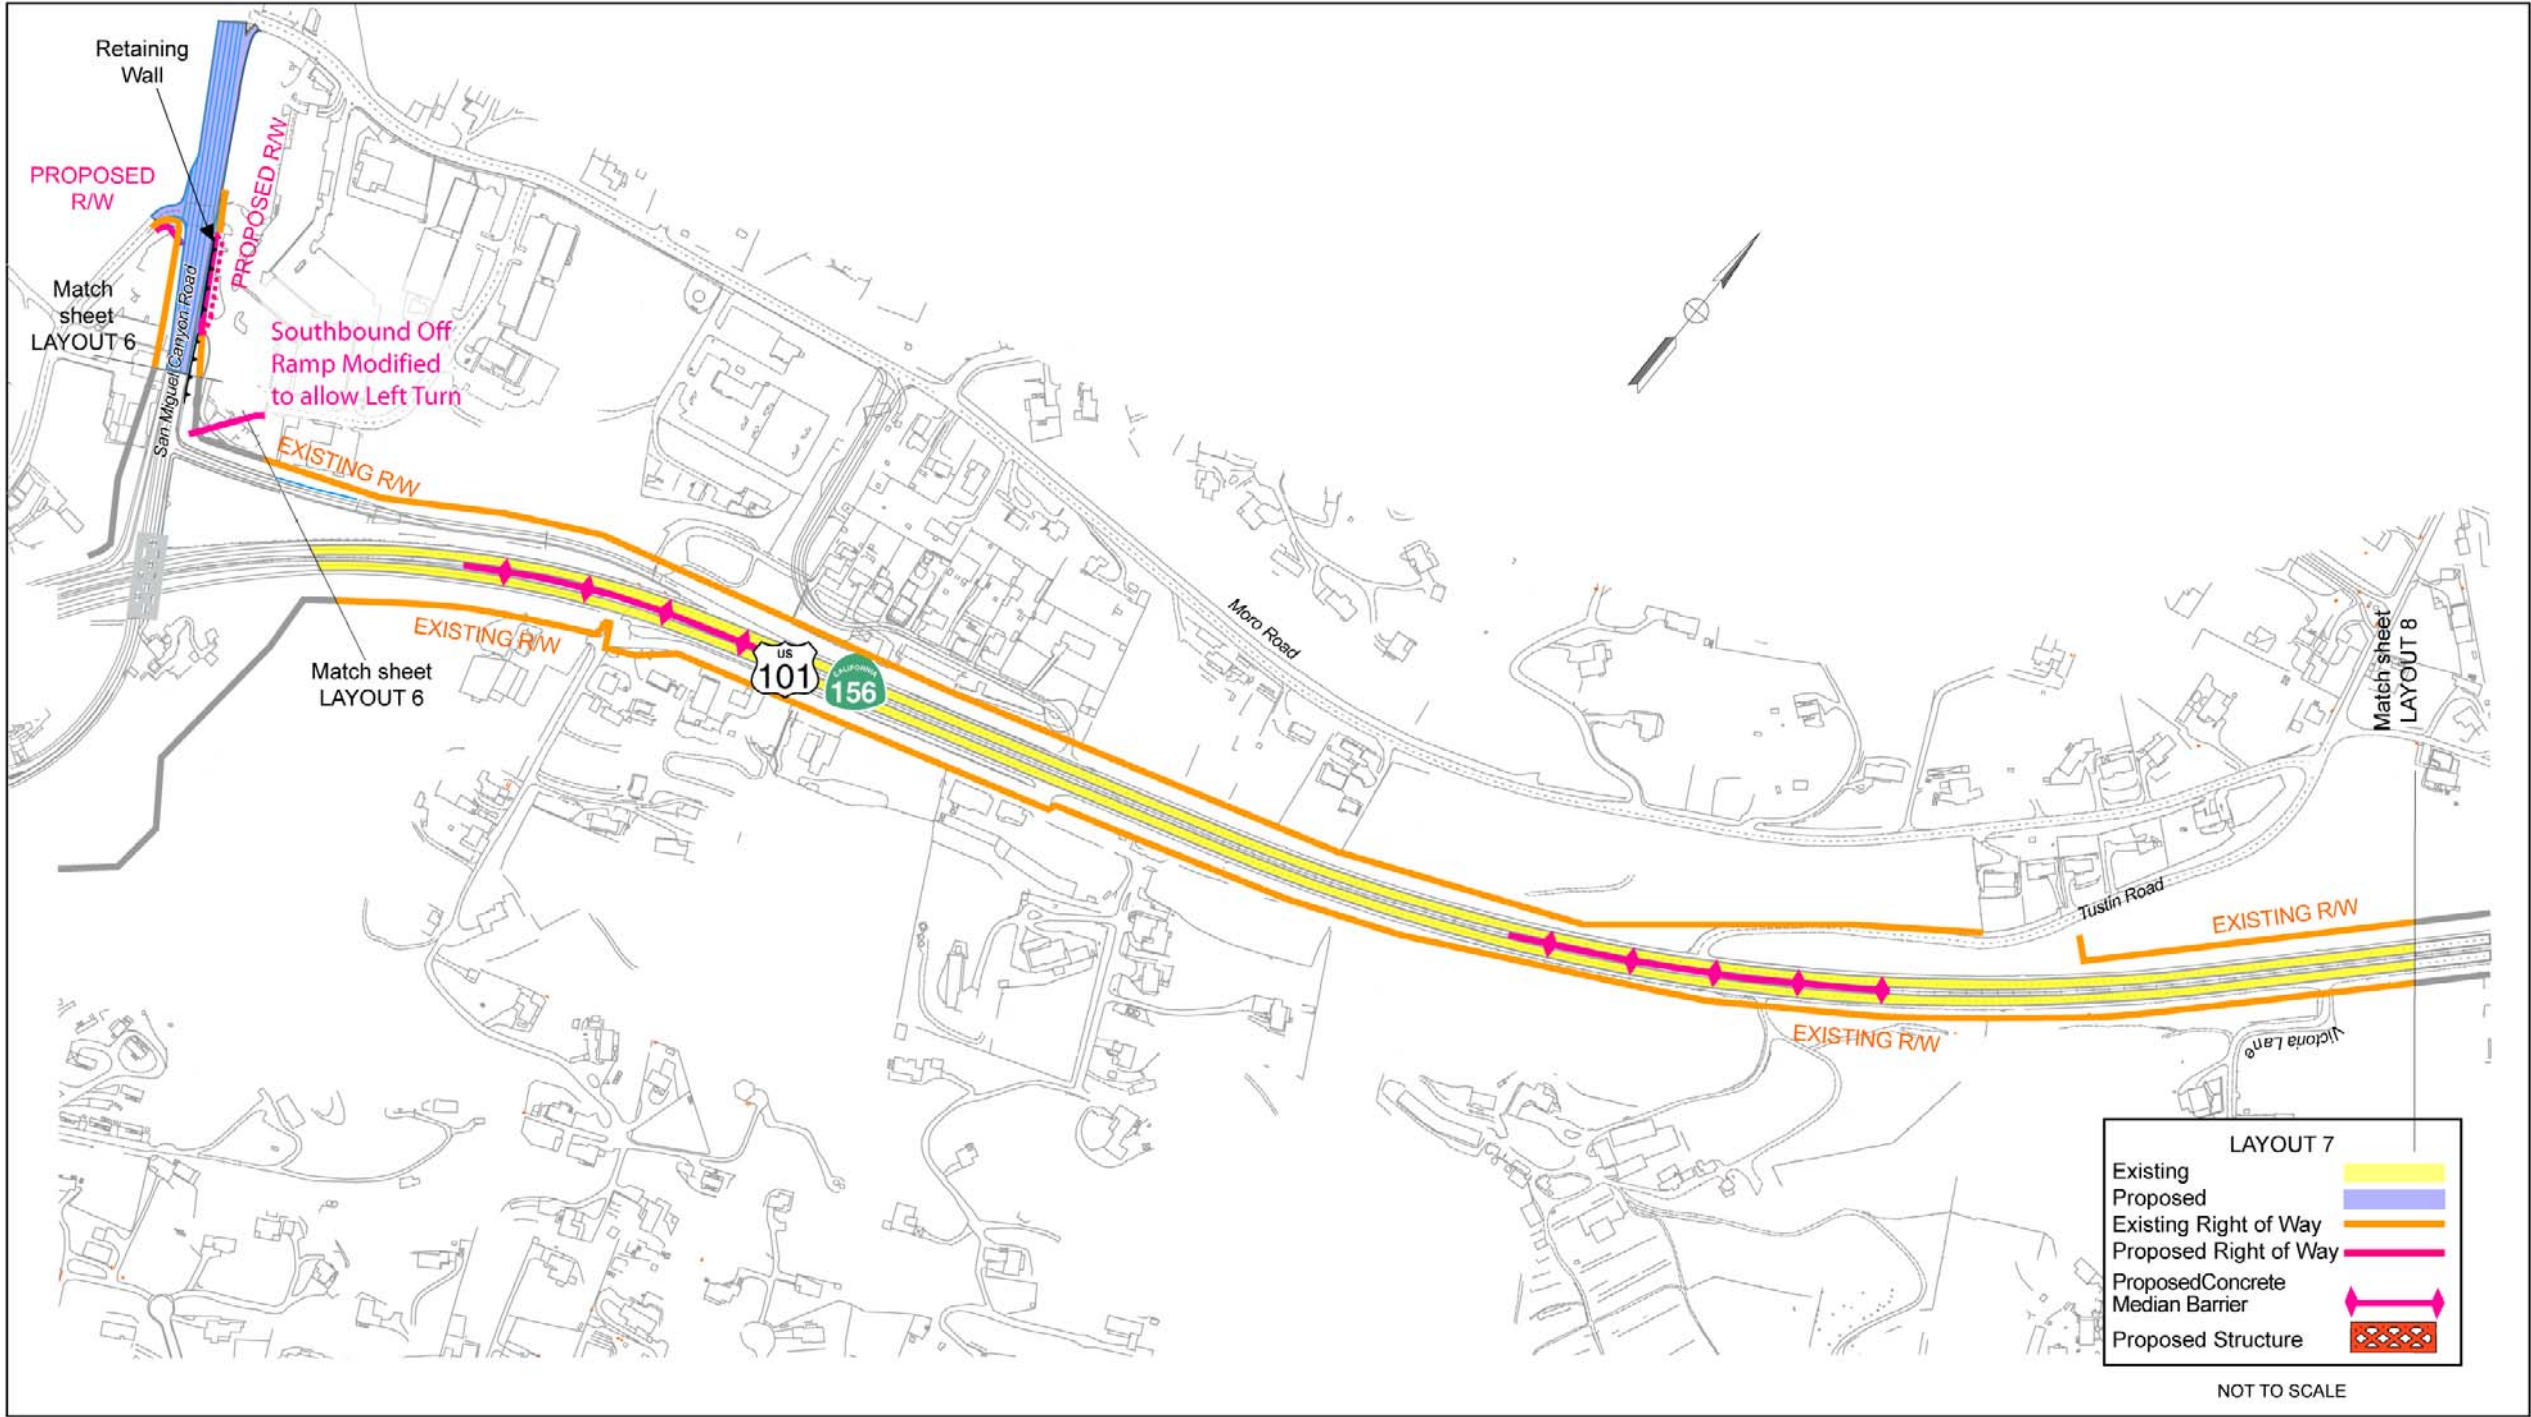 Retaining
Wall
PROPOSED
R/W
PROPOSED R/W
Match
sheet
LAYOUT 6
San Miguel Canyon Road
Southbound Off
Ramp Modified
to allow Left Turn
EXISTING R/W
EXISTING R/W
Match sheet
LAYOUT 6
US
101
CALIFORNIA
156
Moro Road
Match sheet
LAYOUT 8
Tustin Road
EXISTING R/W
EXISTING R/W
Victoria Lane
LAYOUT 7
Existing
Proposed
Existing Right of Way
Proposed Right of Way
ProposedConcrete
Median Barrier
Proposed Structure
NOT TO SCALE